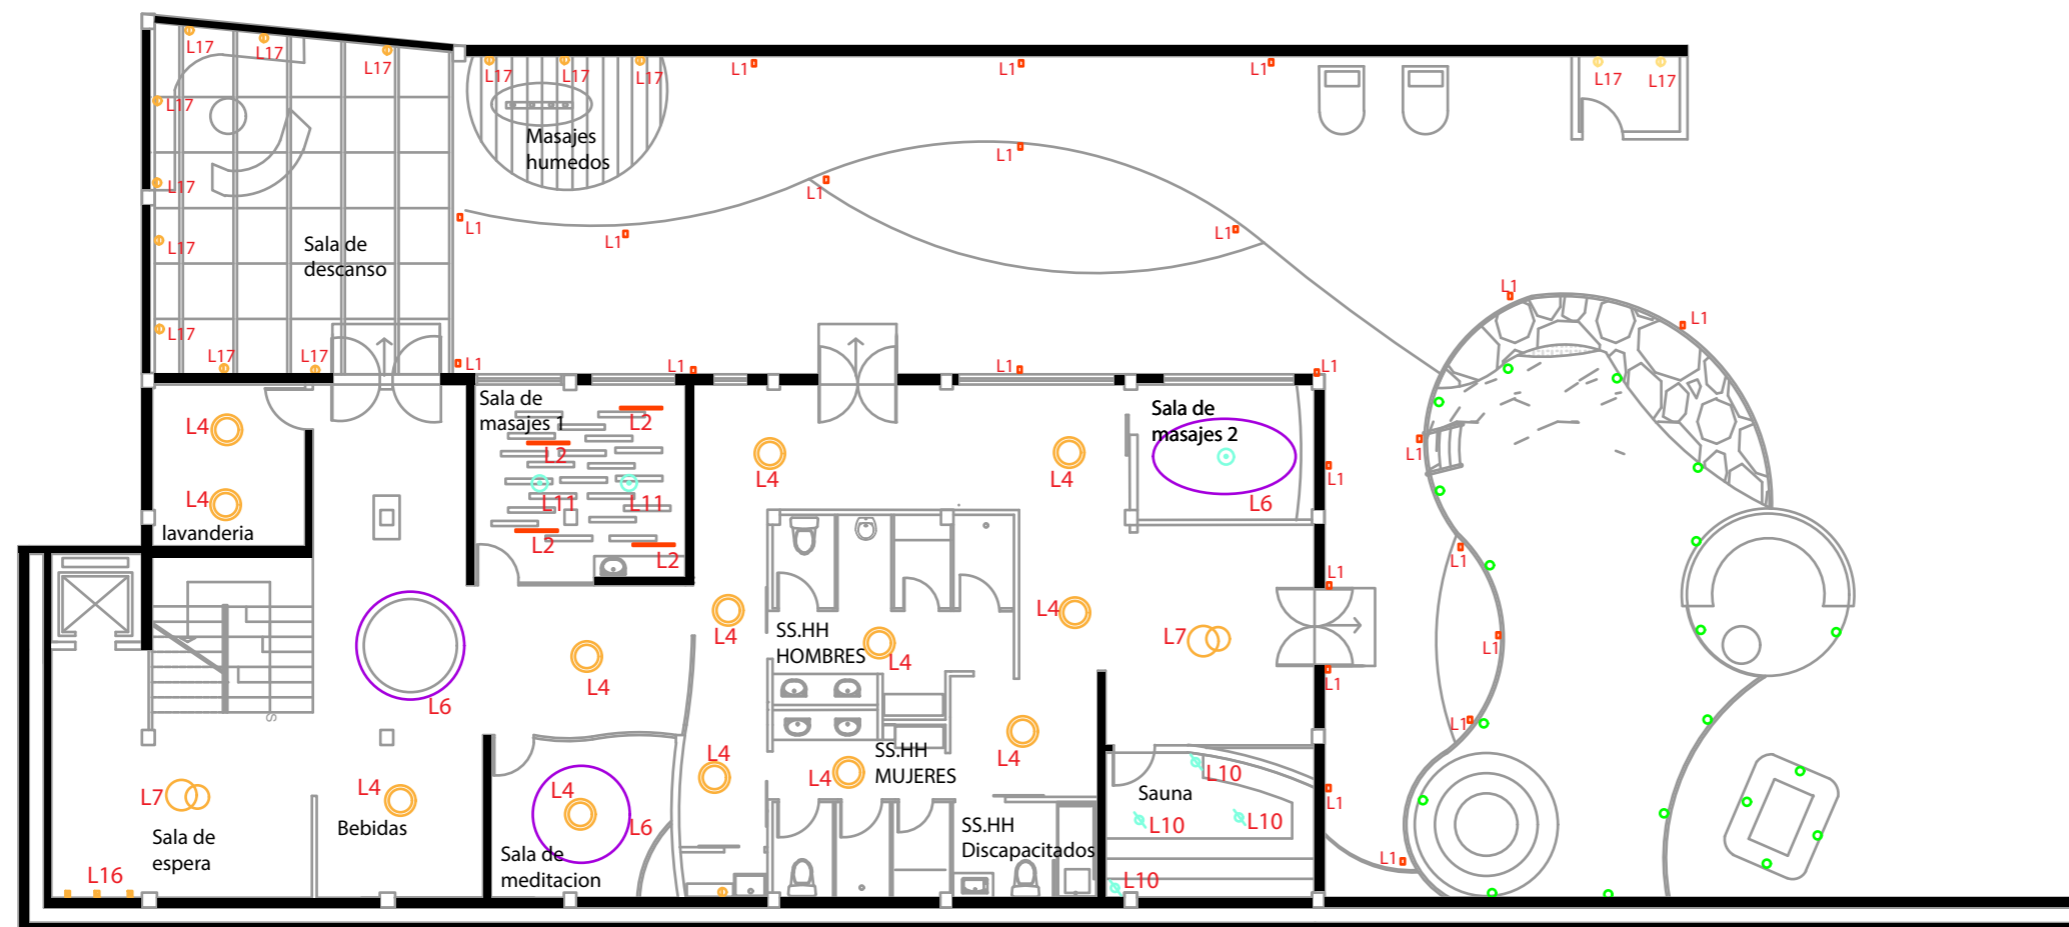 L17
L17
L17
L17
L17
L17
L1
L1
L1
L17
L17
L17
Masajes
humedos
L1
L17
L1
L1
L1
L1
L17
Sala de
descanso
L1
L1
L17
L17
L17
L1
L1
L1
L1
Sala de
masajes 1
L2
Sala de
masajes 2
L4
L2
L4
L4
L1
L1
L4
L11
L11
L6
lavanderia
L2
L2
L1
L1
L4
L4
SS.HH
HOMBRES
L4
L7
L1
L4
L1
L6
S
L1
L4
L4
SS.HH
MUJERES
L4
L7
L4
L4
L6
Bebidas
Sala de
espera
L16
Sala de
meditacion
SS.HH
Discapacitados
L10
Sauna
L10
L10
L10
L1
L1